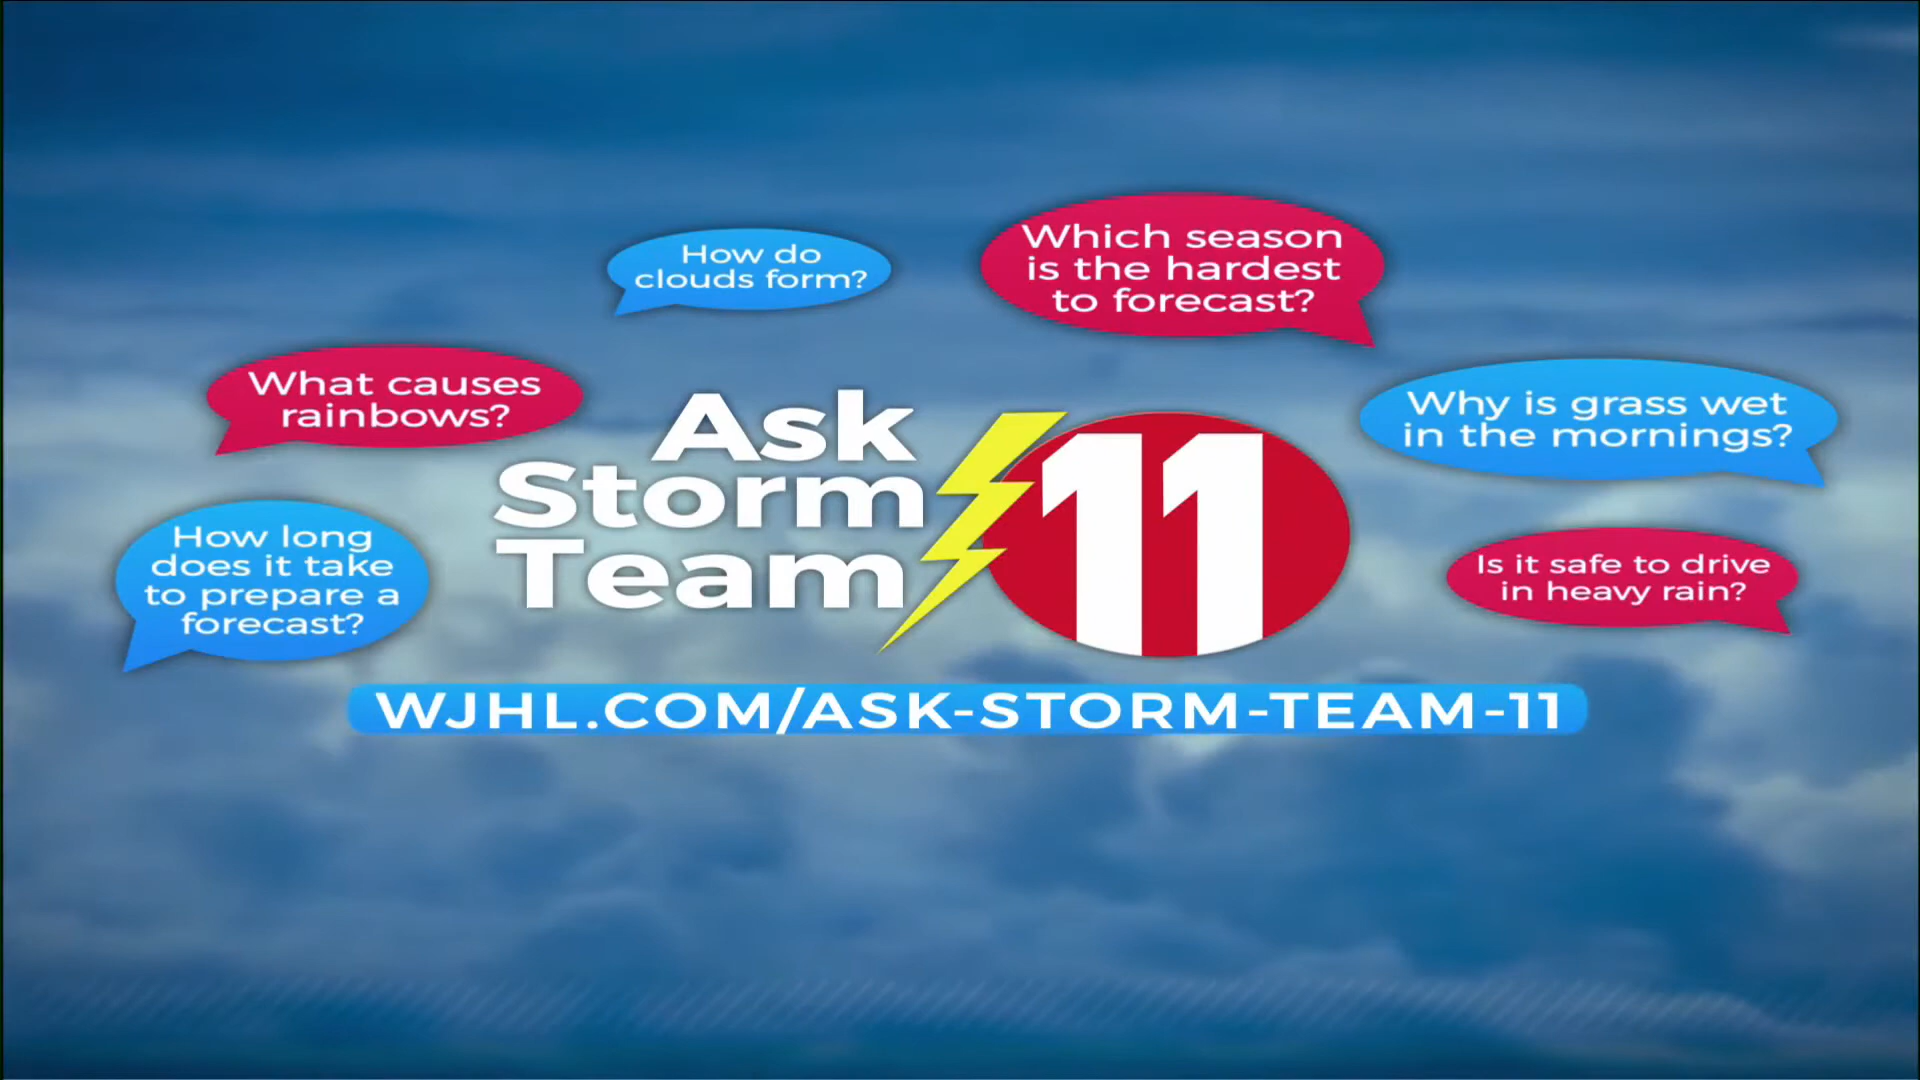 How do
clouds form?
Which season
is the hardest
to forecast?
What causes
rainbows?
Why is grass wet
in the mornings?
How long
does it take
to prepare a
forecast?
Is it safe to drive
in heavy rain?
Ask
Storm
Team
11
WJHL.COM/ASK-STORM-TEAM-11